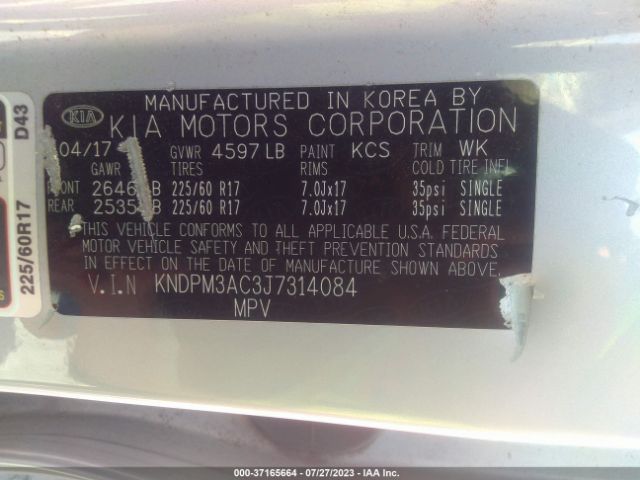 MANUFACTURED IN KOREA BY
KIA KIA MOTORS CORPORATION
04/17 GVWR 4597 LB PAINT KCS TRIM WK
GAWR TIRES RIMS COLD TIRE INFL
FRONT 225/60 R17 7.0Jx17 35psi SINGLE
REAR 225/60 R17 7.0Jx17 35psi SINGLE
THIS VEHICLE CONFORMS TO ALL APPLICABLE U.S.A. FEDERAL
MOTOR VEHICLE SAFETY AND THEFT PREVENTION STANDARDS
IN EFFECT ON THE DATE OF MANUFACTURE SHOWN ABOVE.
V.I.N KNDPM3AC3J7314084
MPV
225/60R17 D43
000-37165664 / 07/27/2023 - IAA Inc.